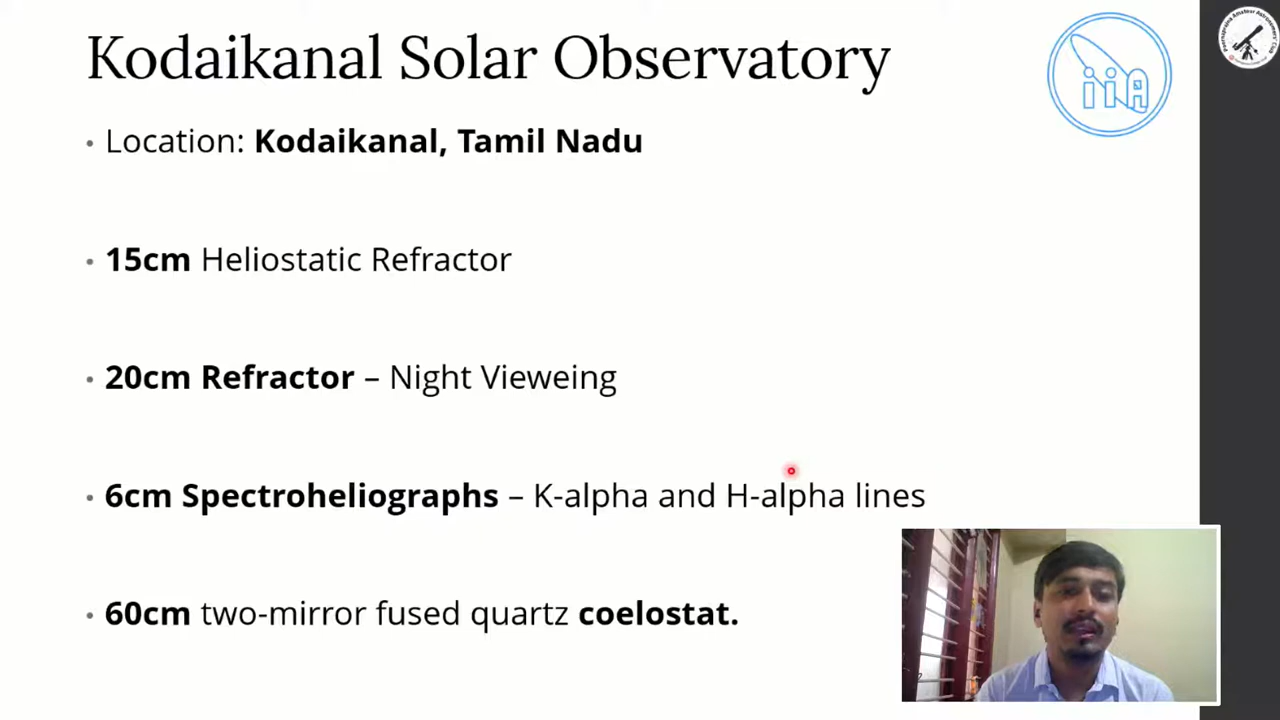 Kodaikanal Solar Observatory
iiA
• Location: Kodaikanal, Tamil Nadu
• 15cm Heliostatic Refractor
• 20cm Refractor – Night Vieweing
• 6cm Spectroheliographs – K-alpha and H-alpha lines
• 60cm two-mirror fused quartz coelostat.